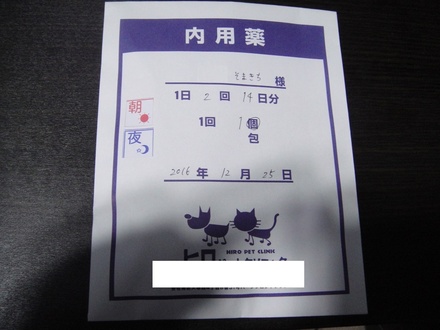 内用薬
そまきち 様
1日 2 回 14 日分
朝
1回 1 個
夜
包
2016 年 12 月 25 日
HIRO PET CLINIC